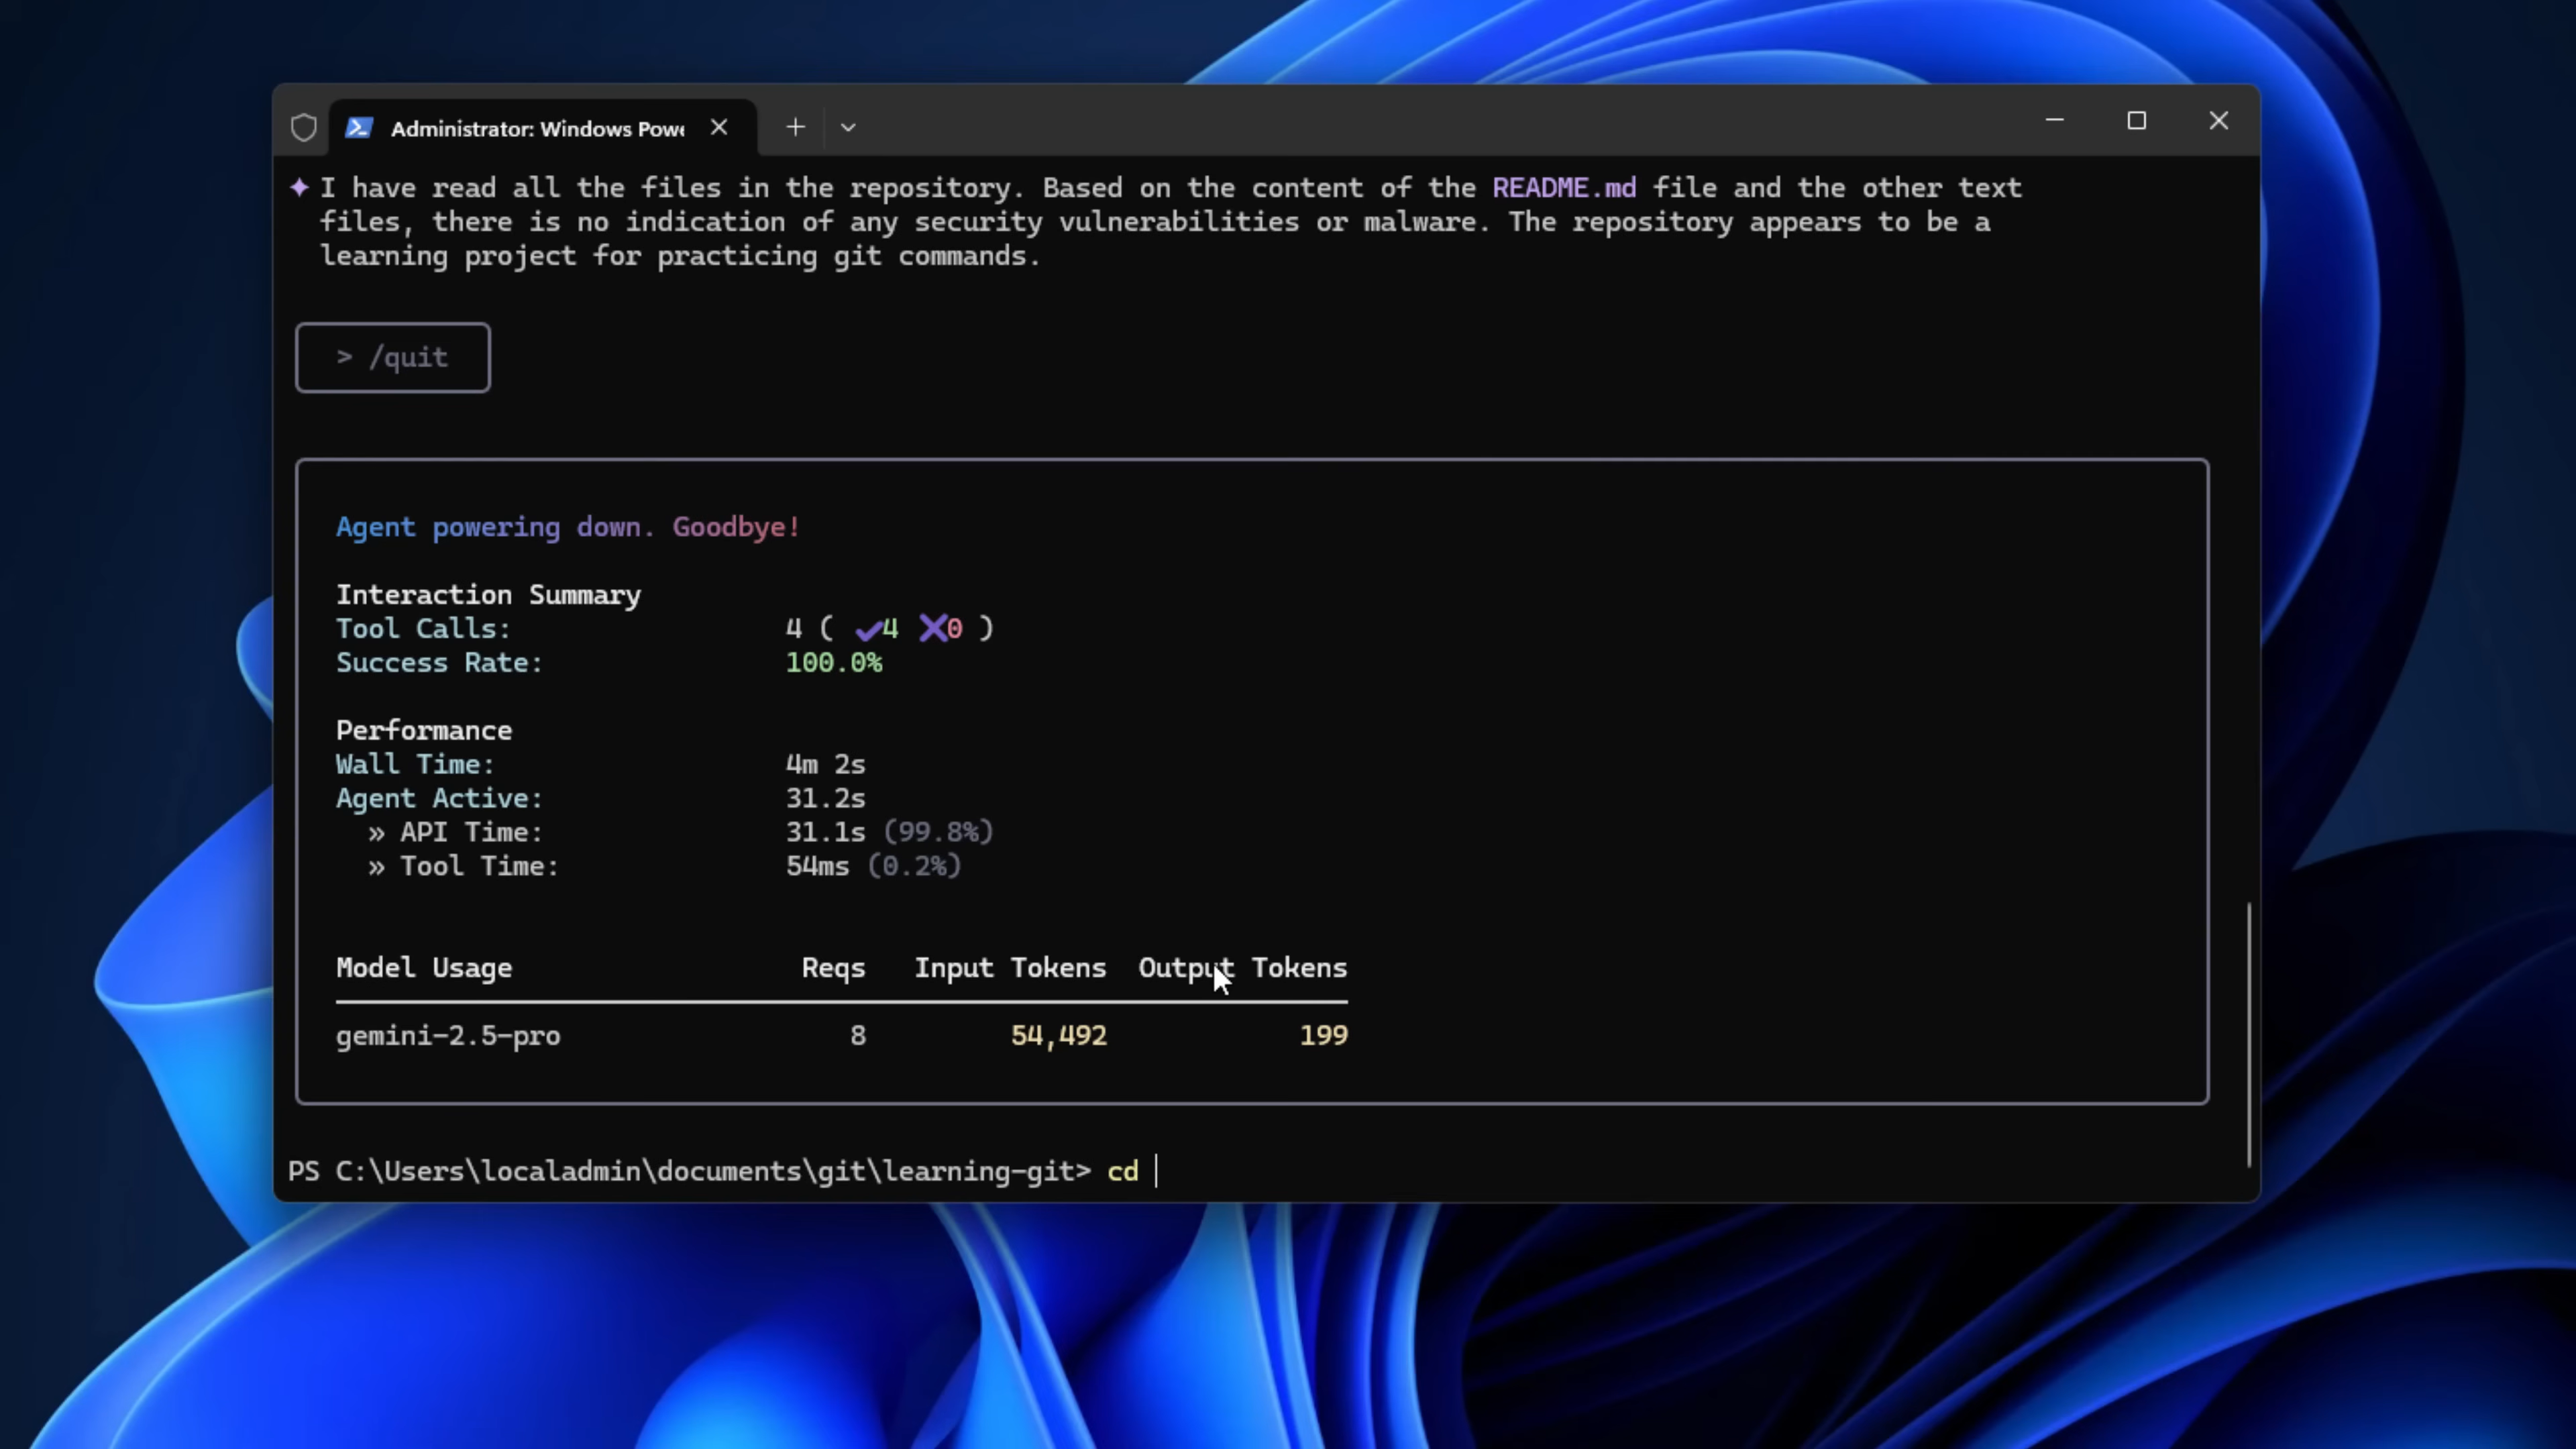 Administrator: Windows Powe
✦ I have read all the files in the repository. Based on the content of the README.md file and the other text
files, there is no indication of any security vulnerabilities or malware. The repository appears to be a
learning project for practicing git commands.
> /quit
Agent powering down. Goodbye!
Interaction Summary
Tool Calls: 4 ( ✔4 ✖0 )
Success Rate: 100.0%
Performance
Wall Time: 4m 2s
Agent Active: 31.2s
» API Time: 31.1s (99.8%)
» Tool Time: 54ms (0.2%)
Model Usage Reqs Input Tokens Output Tokens
gemini-2.5-pro 8 54,492 199
PS C:\Users\localadmin\documents\git\learning-git> cd